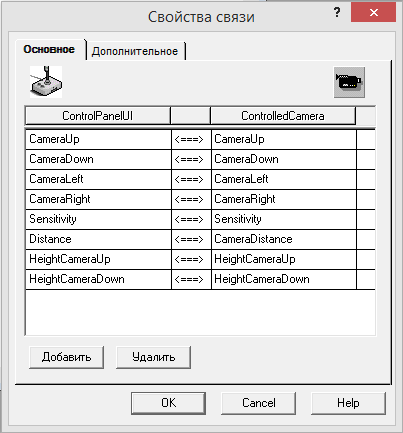 Свойства связи
? ×
Основное Дополнительное
ControlPanelUI ControlledCamera
CameraUp <===> CameraUp
CameraDown <===> CameraDown
CameraLeft <===> CameraLeft
CameraRight <===> CameraRight
Sensitivity <===> Sensitivity
Distance <===> CameraDistance
HeightCameraUp <===> HeightCameraUp
HeightCameraDown <===> HeightCameraDown
Добавить Удалить
OK Cancel Help